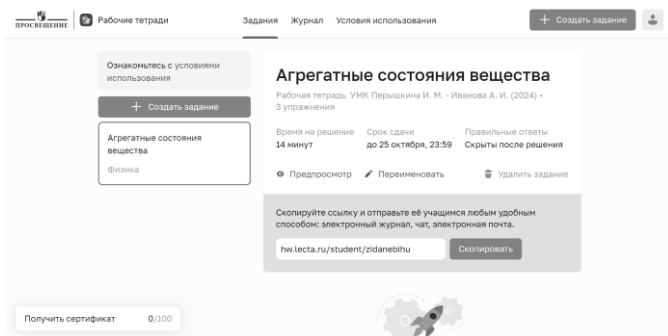 ПРОСВЕЩЕНИЕ
Рабочие тетради
Задания Журнал Условия использования
+ Создать задание
Ознакомьтесь с условиями
использования
+ Создать задание
Агрегатные состояния
вещества
Физика
Агрегатные состояния вещества
Рабочая тетрадь. УМК Перышкина И. М. - Иванова А. И. (2024) •
3 упражнения
Время на решение Срок сдачи Правильные ответы
14 минут до 25 октября, 23:59 Скрыты после решения
Предпросмотр Переименовать Удалить задание
Скопируйте ссылку и отправьте её учащимся любым удобным
способом: электронный журнал, чат, электронная почта.
hw.lecta.ru/student/zidanebihu Скопировать
Получить сертификат 0/100